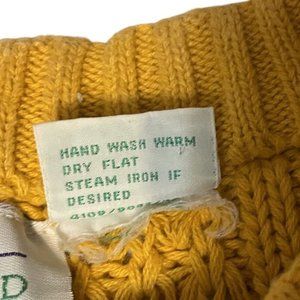 HAND WASH WARM
DRY FLAT
STEAM IRON IF
DESIRED
D